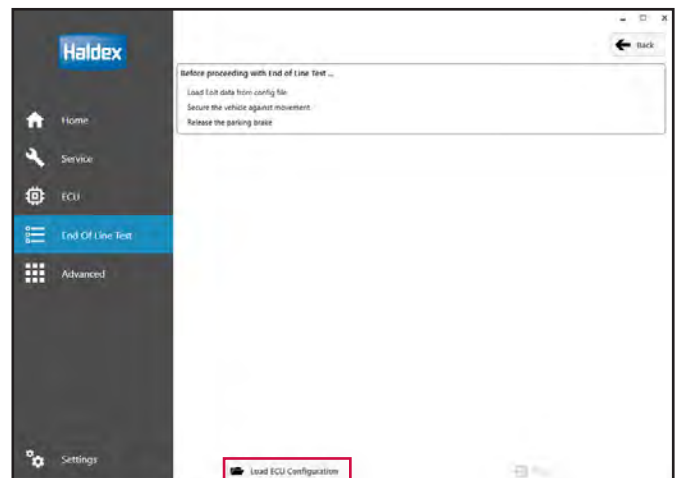 Haldex
Back
Before proceeding with End of Line Test ...
Load EoLT data from config file
Secure the vehicle against movement
Release the parking brake
Home
Service
ECU
End Of Line Test
Advanced
Settings
Load ECU Configuration